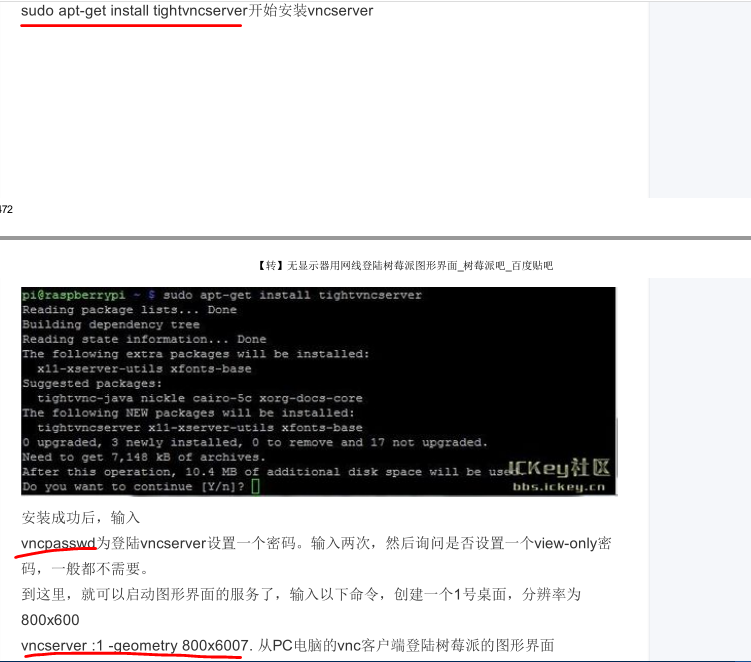 sudo apt-get install tightvncserver开始安装vncserver
472
【转】无显示器用网线登陆树莓派图形界面_树莓派吧_百度贴吧
pi@raspberrypi ~ $ sudo apt-get install tightvncserver
Reading package lists... Done
Building dependency tree
Reading state information... Done
The following extra packages will be installed:
  x11-xserver-utils xfonts-base
Suggested packages:
  tightvnc-java nickle cairo-5c xorg-docs-core
The following NEW packages will be installed:
  tightvncserver x11-xserver-utils xfonts-base
0 upgraded, 3 newly installed, 0 to remove and 17 not upgraded.
Need to get 7,148 kB of archives.
After this operation, 10.4 MB of additional disk space will be used.
Do you want to continue [Y/n]?
ICKey社区
bbs.ickey.cn
安装成功后，输入
vncpasswd为登陆vncserver设置一个密码。输入两次，然后询问是否设置一个view-only密
码，一般都不需要。
到这里，就可以启动图形界面的服务了，输入以下命令，创建一个1号桌面，分辨率为
800x600
vncserver :1 -geometry 800x6007. 从PC电脑的vnc客户端登陆树莓派的图形界面